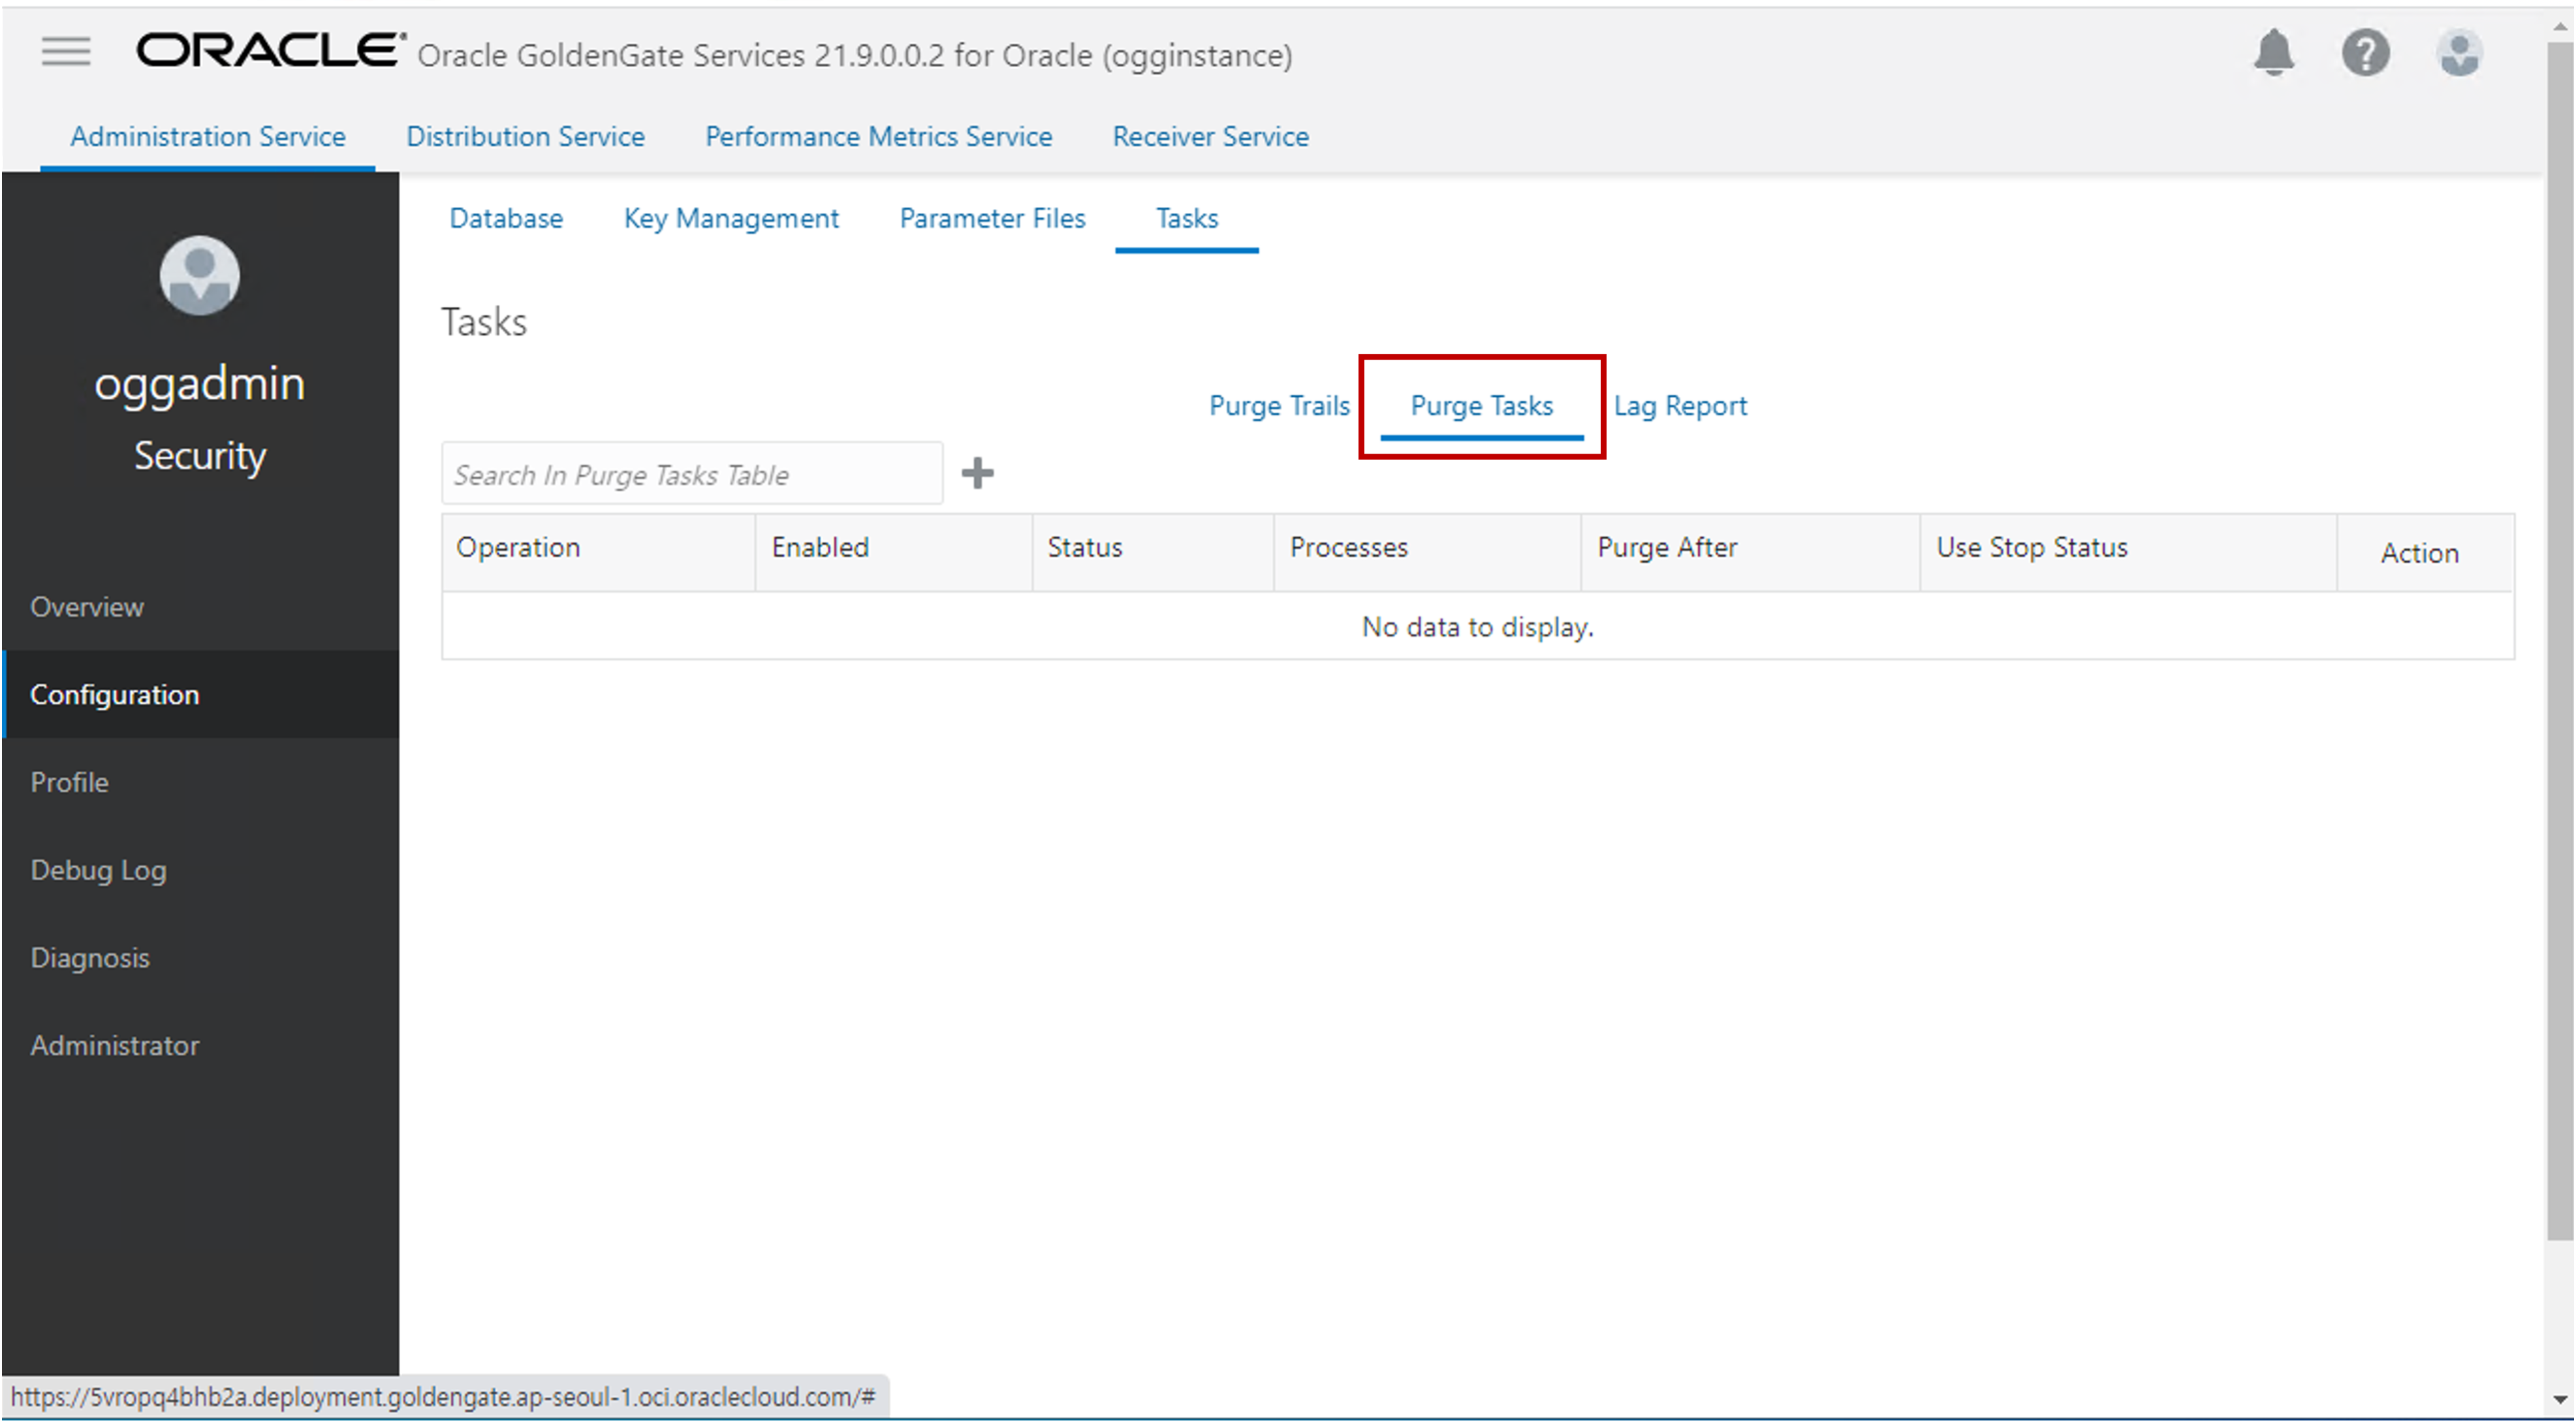 ORACLE Oracle GoldenGate Services 21.9.0.0.2 for Oracle (ogginstance)
Administration Service Distribution Service Performance Metrics Service Receiver Service
Database Key Management Parameter Files Tasks
Tasks
oggadmin
Security
Purge Trails Purge Tasks Lag Report
Search In Purge Tasks Table
Operation Enabled Status Processes Purge After Use Stop Status Action
No data to display.
Overview
Configuration
Profile
Debug Log
Diagnosis
Administrator
https://5vropq4bhb2a.deployment.goldengate.ap-seoul-1.oci.oraclecloud.com/#